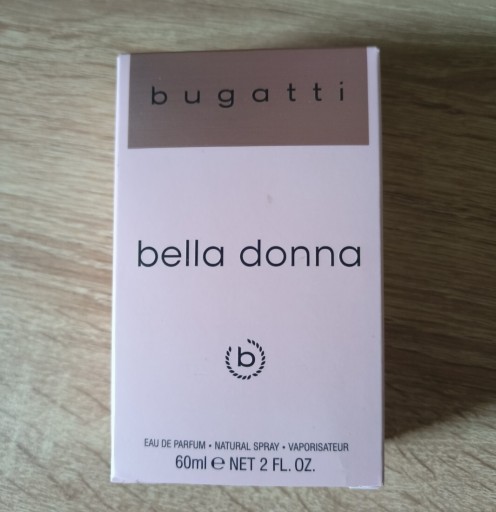 bugatti
bella donna
b
EAU DE PARFUM • NATURAL SPRAY • VAPORISATEUR
60ml ℮ NET 2 FL. OZ.